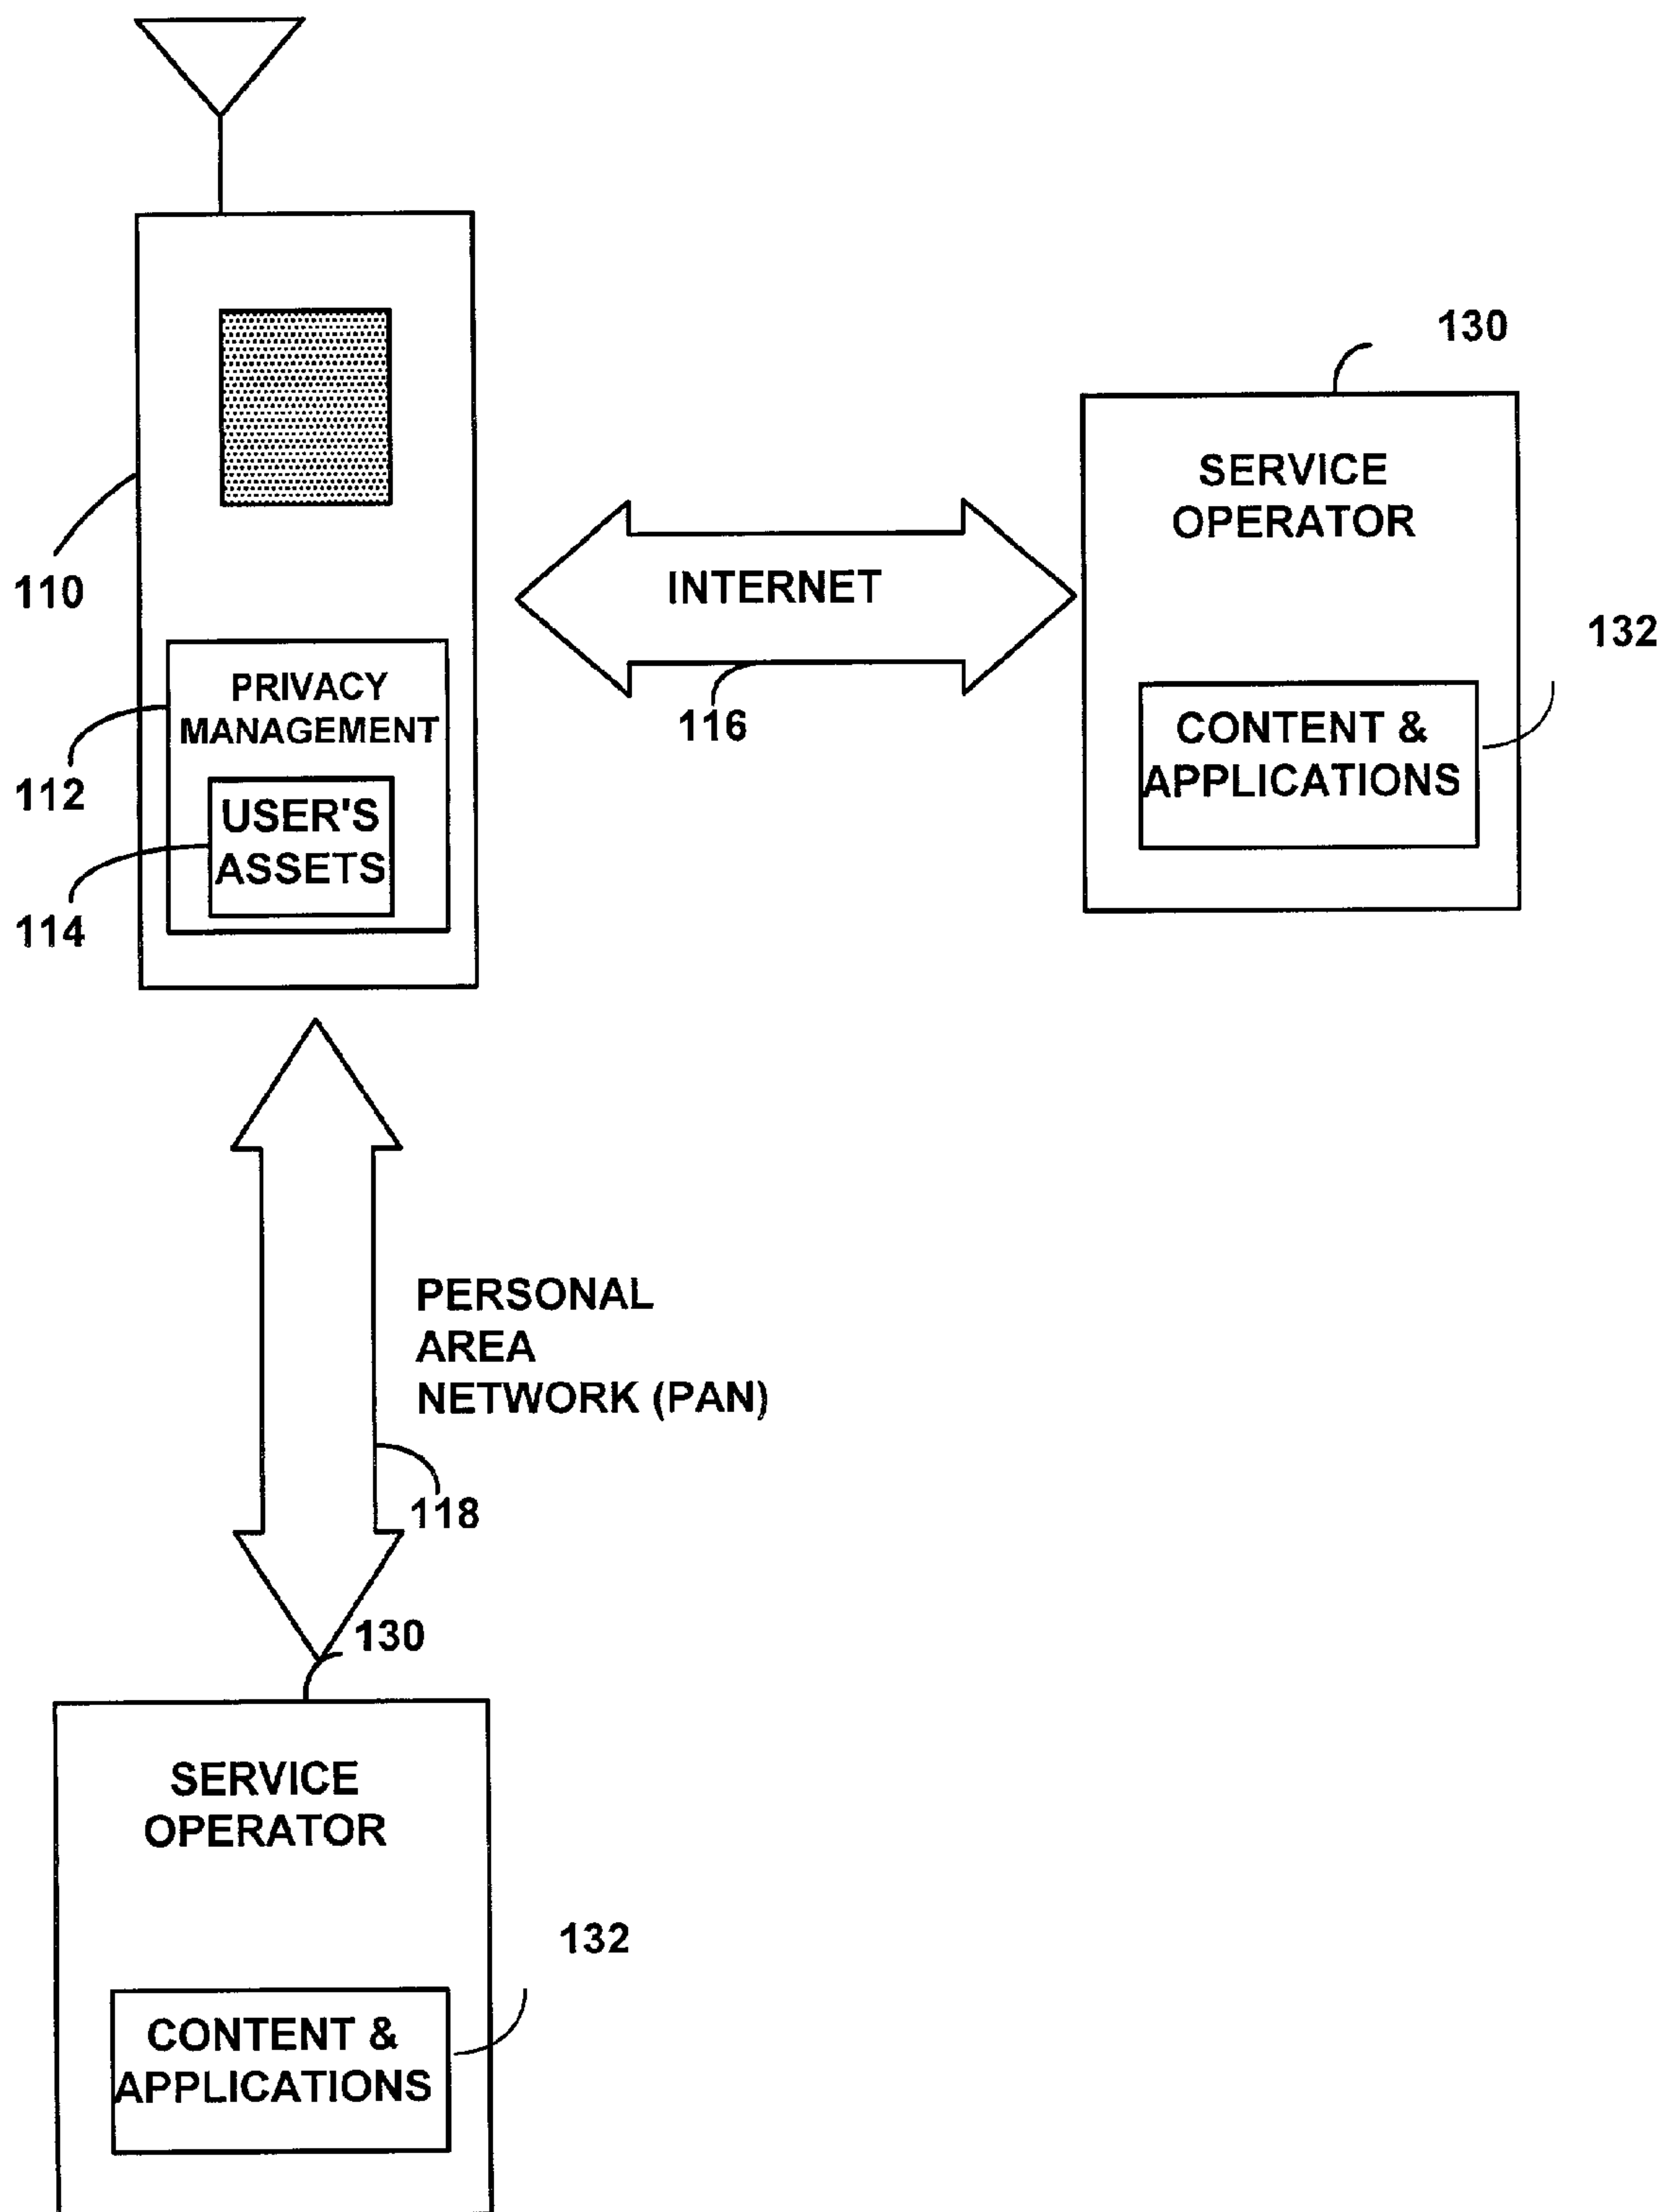 130
SERVICE
OPERATOR
INTERNET
110
132
PRIVACY
MANAGEMENT
116
CONTENT &
APPLICATIONS
112
USER'S
ASSETS
114
PERSONAL
AREA
NETWORK (PAN)
118
130
SERVICE
OPERATOR
132
CONTENT &
APPLICATIONS